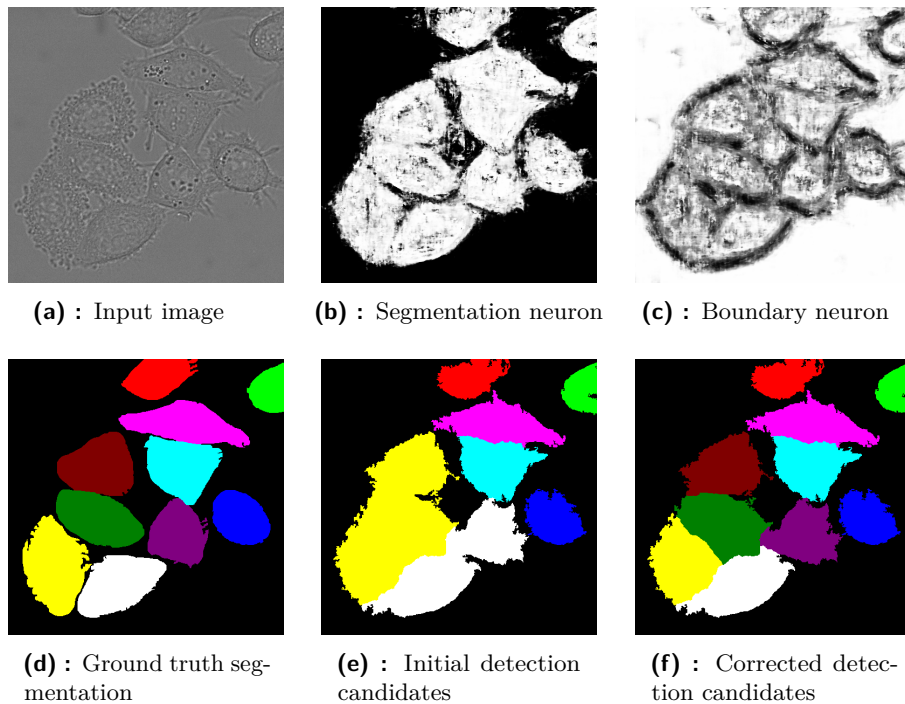 (a) : Input image
(b) : Segmentation neuron
(c) : Boundary neuron
(d) : Ground truth seg-
mentation
(e) : Initial detection
candidates
(f) : Corrected detec-
tion candidates